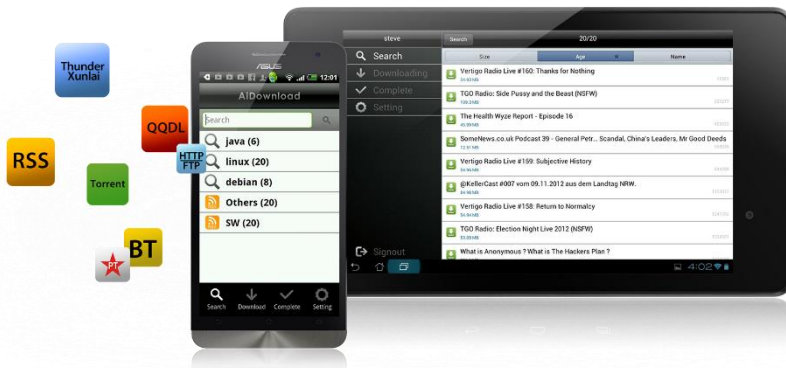 Thunder
Xunlai
QQDL
HTTP
FTP
RSS
Torrent
BT
PT
ASUS
12:01
AiDownload
Search
java (6)
linux (20)
debian (8)
Others (20)
SW (20)
Search Download Complete Setting
steve
Search
20/20
Search
Downloading
Complete
Setting
Signout
Size Age Name
Vertigo Radio Live #160: Thanks for Nothing
TGO Radio: Side Pussy and the Beast (NSFW)
The Health Wyze Report - Episode 16
SomeNews.co.uk Podcast 39 - General Petr... Scandal, China's Leaders, Mr Good Deeds
Vertigo Radio Live #159: Subjective History
@KellerCast #007 vom 09.11.2012 aus dem Landtag NRW.
Vertigo Radio Live #158: Return to Normalcy
TGO Radio: Election Night Live 2012 (NSFW)
What is Anonymous ? What is The Hackers Plan ?
4:02